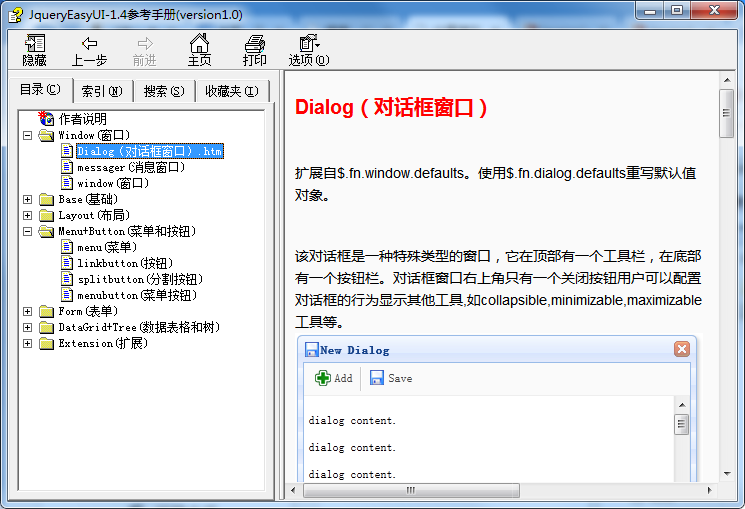 JqueryEasyUI-1.4参考手册(version1.0)
隐藏 上一步 前进 主页 打印 选项(O)
目录(C) 索引(N) 搜索(S) 收藏夹(I)
作者说明
Window(窗口)
Dialog（对话框窗口）.htm
messager(消息窗口)
window(窗口)
Base(基础)
Layout(布局)
Menu+Button(菜单和按钮)
menu(菜单)
linkbutton(按钮)
splitbutton(分割按钮)
menubutton(菜单按钮)
Form(表单)
DataGrid+Tree(数据表格和树)
Extension(扩展)
Dialog（对话框窗口）
扩展自$.fn.window.defaults。使用$.fn.dialog.defaults重写默认值
对象。
该对话框是一种特殊类型的窗口，它在顶部有一个工具栏，在底部
有一个按钮栏。对话框窗口右上角只有一个关闭按钮用户可以配置
对话框的行为显示其他工具,如collapsible,minimizable,maximizable
工具等。
New Dialog
Add Save
dialog content.
dialog content.
dialog content.